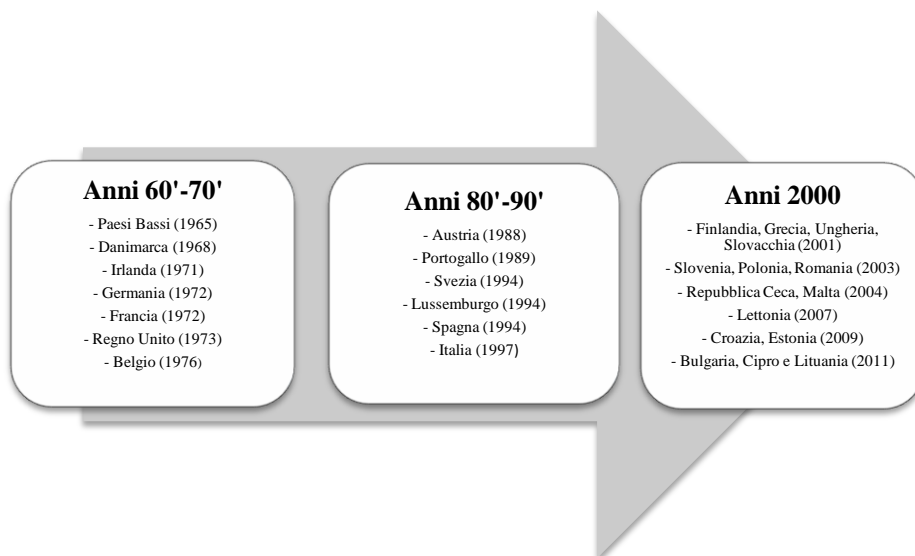 Anni 60'-70'
- Paesi Bassi (1965)
- Danimarca (1968)
- Irlanda (1971)
- Germania (1972)
- Francia (1972)
- Regno Unito (1973)
- Belgio (1976)
Anni 80'-90'
- Austria (1988)
- Portogallo (1989)
- Svezia (1994)
- Lussemburgo (1994)
- Spagna (1994)
- Italia (1997)
Anni 2000
- Finlandia, Grecia, Ungheria,
Slovacchia (2001)
- Slovenia, Polonia, Romania (2003)
- Repubblica Ceca, Malta (2004)
- Lettonia (2007)
- Croazia, Estonia (2009)
- Bulgaria, Cipro e Lituania (2011)